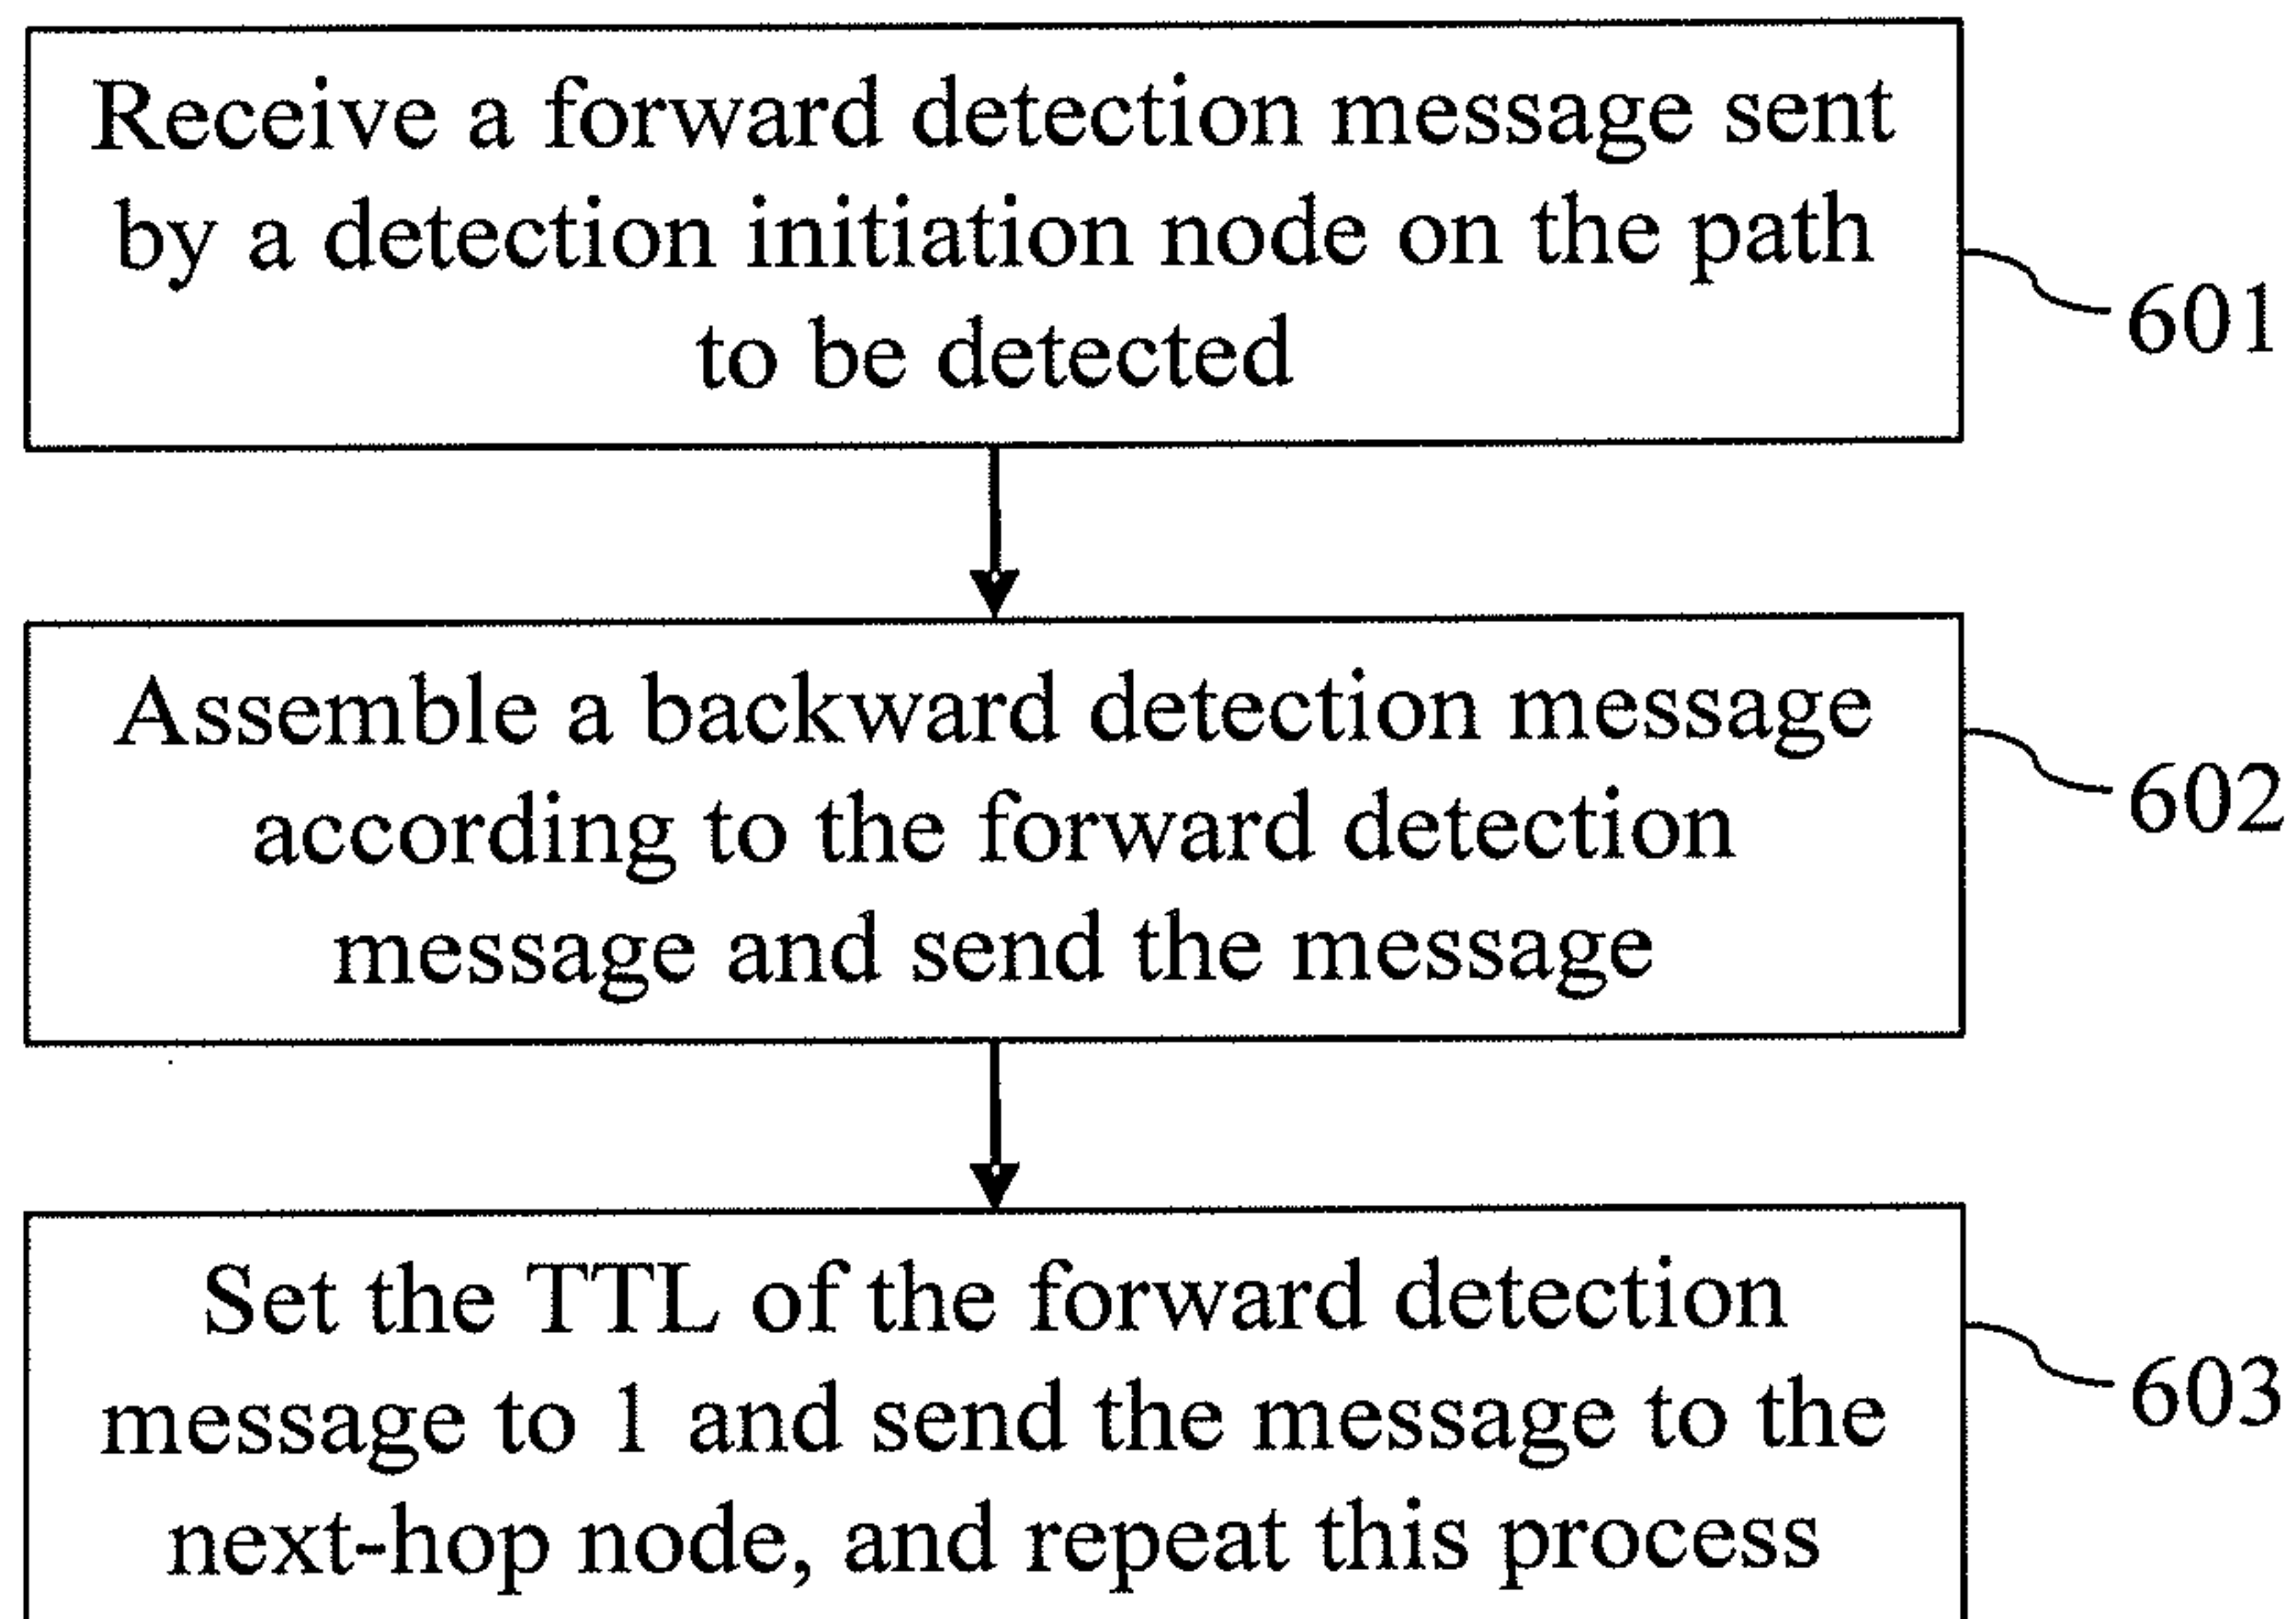 Receive a forward detection message sent
by a detection initiation node on the path
to be detected
601
Assemble a backward detection message
according to the forward detection
message and send the message
602
Set the TTL of the forward detection
message to 1 and send the message to the
next-hop node, and repeat this process
603